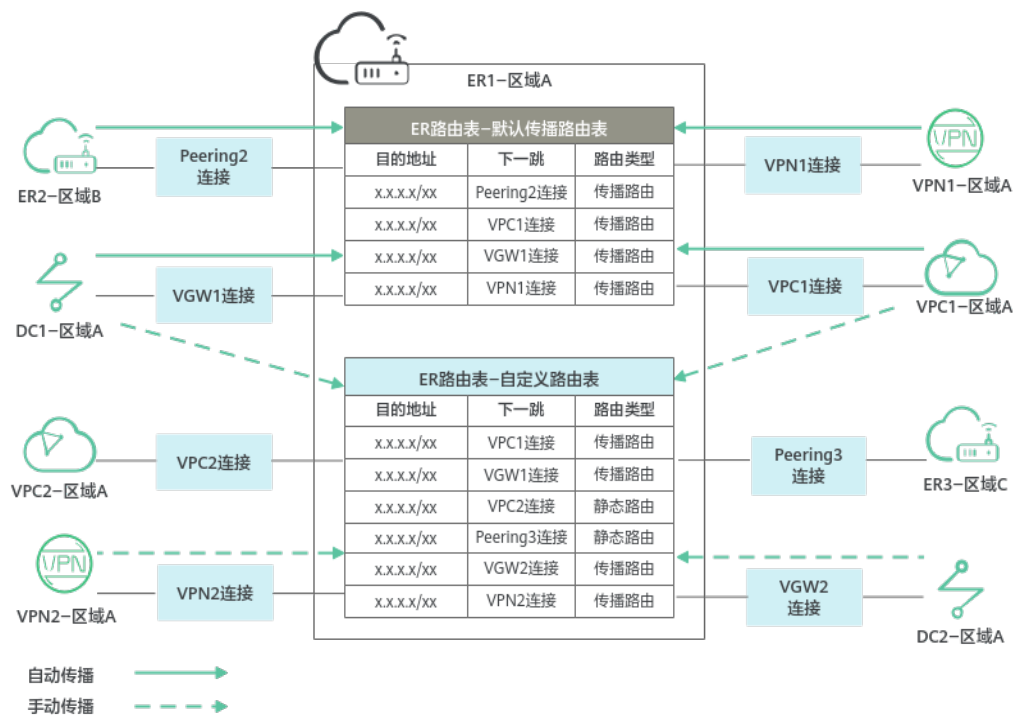 ER1-区域A
ER路由表-默认传播路由表
目的地址 下一跳 路由类型
x.x.x.x/xx Peering2连接 传播路由
x.x.x.x/xx VPC1连接 传播路由
x.x.x.x/xx VGW1连接 传播路由
x.x.x.x/xx VPN1连接 传播路由
ER2-区域B
Peering2
连接
VPN1连接
VPN
VPN1-区域A
DC1-区域A
VGW1连接
VPC1连接
VPC1-区域A
ER路由表-自定义路由表
目的地址 下一跳 路由类型
x.x.x.x/xx VPC1连接 传播路由
x.x.x.x/xx VGW1连接 传播路由
x.x.x.x/xx VPC2连接 静态路由
x.x.x.x/xx Peering3连接 静态路由
x.x.x.x/xx VGW2连接 传播路由
x.x.x.x/xx VPN2连接 传播路由
VPC2-区域A
VPC2连接
Peering3
连接
ER3-区域C
VPN
VPN2-区域A
VPN2连接
VGW2
连接
DC2-区域A
自动传播
手动传播